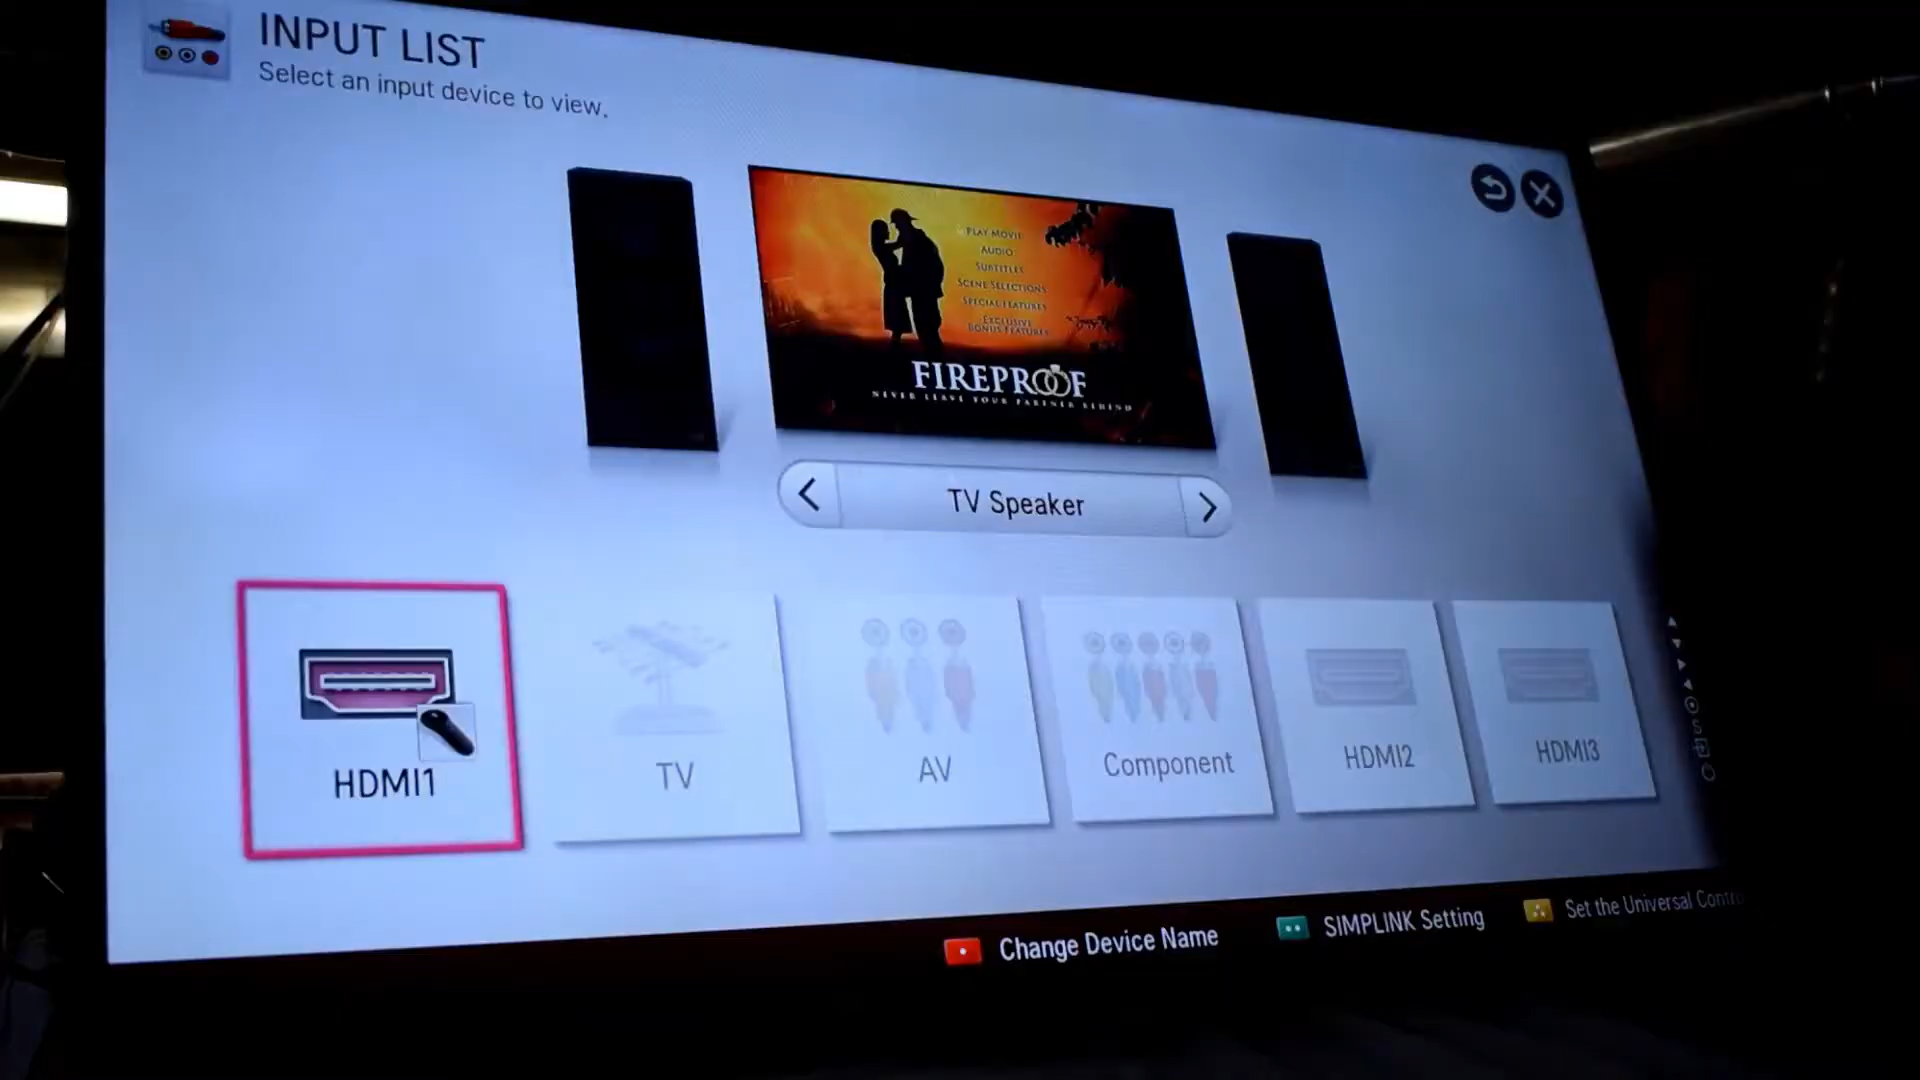 INPUT LIST
Select an input device to view.
PLAY MOVIE
AUDIO
SUBTITLES
SCENE SELECTIONS
SPECIAL FEATURES
EXCLUSIVE
BONUS FEATURES
FIREPROOF
NEVER LEAVE YOUR PARTNER BEHIND
TV Speaker
HDMI1
TV
AV
Component
HDMI2
HDMI3
Change Device Name
SIMPLINK Setting
Set the Universal Contro